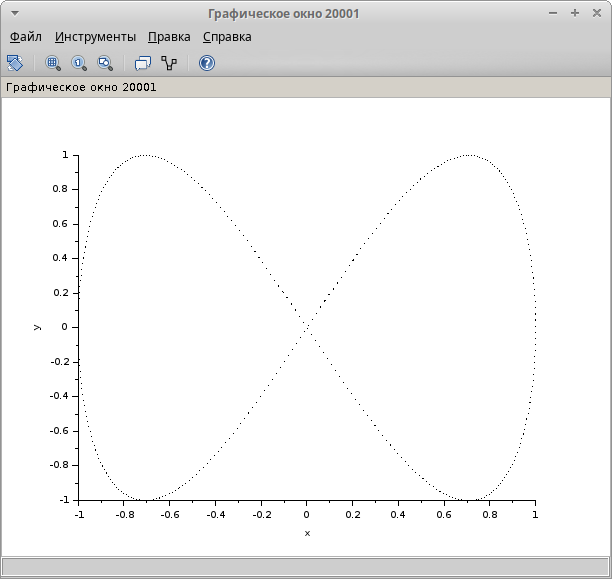 Графическое окно 20001
Файл Инструменты Правка Справка
Графическое окно 20001
1
0.8
0.6
0.4
0.2
0
-0.2
-0.4
-0.6
-0.8
-1
y
-1 -0.8 -0.6 -0.4 -0.2 0 0.2 0.4 0.6 0.8 1
x